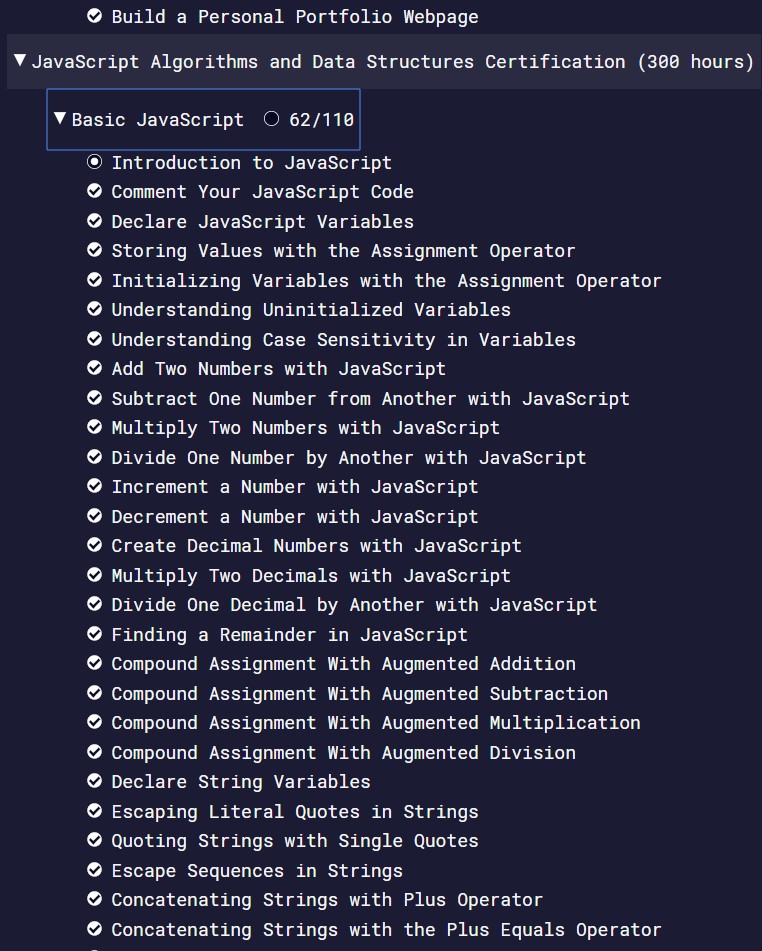 Build a Personal Portfolio Webpage
JavaScript Algorithms and Data Structures Certification (300 hours)
Basic JavaScript 62/110
Introduction to JavaScript
Comment Your JavaScript Code
Declare JavaScript Variables
Storing Values with the Assignment Operator
Initializing Variables with the Assignment Operator
Understanding Uninitialized Variables
Understanding Case Sensitivity in Variables
Add Two Numbers with JavaScript
Subtract One Number from Another with JavaScript
Multiply Two Numbers with JavaScript
Divide One Number by Another with JavaScript
Increment a Number with JavaScript
Decrement a Number with JavaScript
Create Decimal Numbers with JavaScript
Multiply Two Decimals with JavaScript
Divide One Decimal by Another with JavaScript
Finding a Remainder in JavaScript
Compound Assignment With Augmented Addition
Compound Assignment With Augmented Subtraction
Compound Assignment With Augmented Multiplication
Compound Assignment With Augmented Division
Declare String Variables
Escaping Literal Quotes in Strings
Quoting Strings with Single Quotes
Escape Sequences in Strings
Concatenating Strings with Plus Operator
Concatenating Strings with the Plus Equals Operator